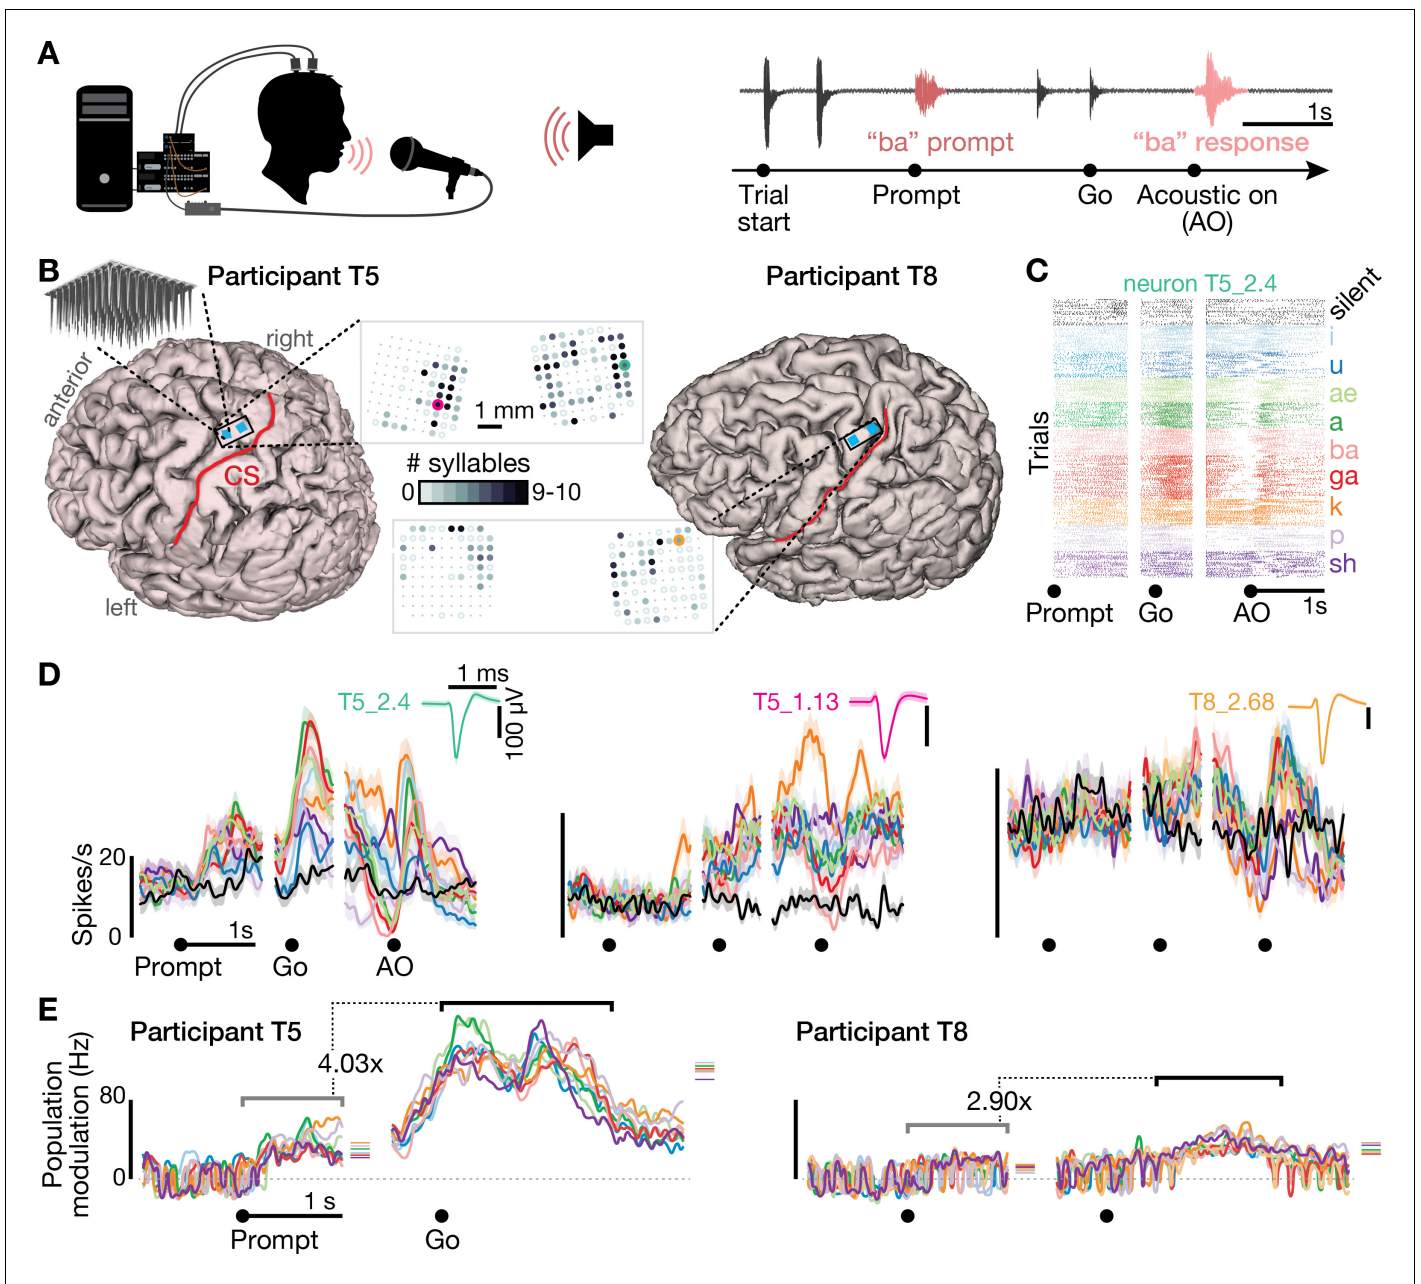 A
1s
"ba" prompt
"ba" response
Trial
start
Prompt
Go
Acoustic on
(AO)
B
Participant T5
Participant T8
anterior
right
left
CS
1 mm
# syllables
0
9-10
C
neuron T5_2.4
silent
i
u
ae
a
ba
ga
k
p
sh
Trials
Prompt
Go
AO
1s
D
1 ms
T5_2.4
100 µV
T5_1.13
T8_2.68
Spikes/s
20
0
1s
Prompt
Go
AO
E
Participant T5
Participant T8
4.03x
2.90x
Population
modulation (Hz)
80
0
1 s
Prompt
Go